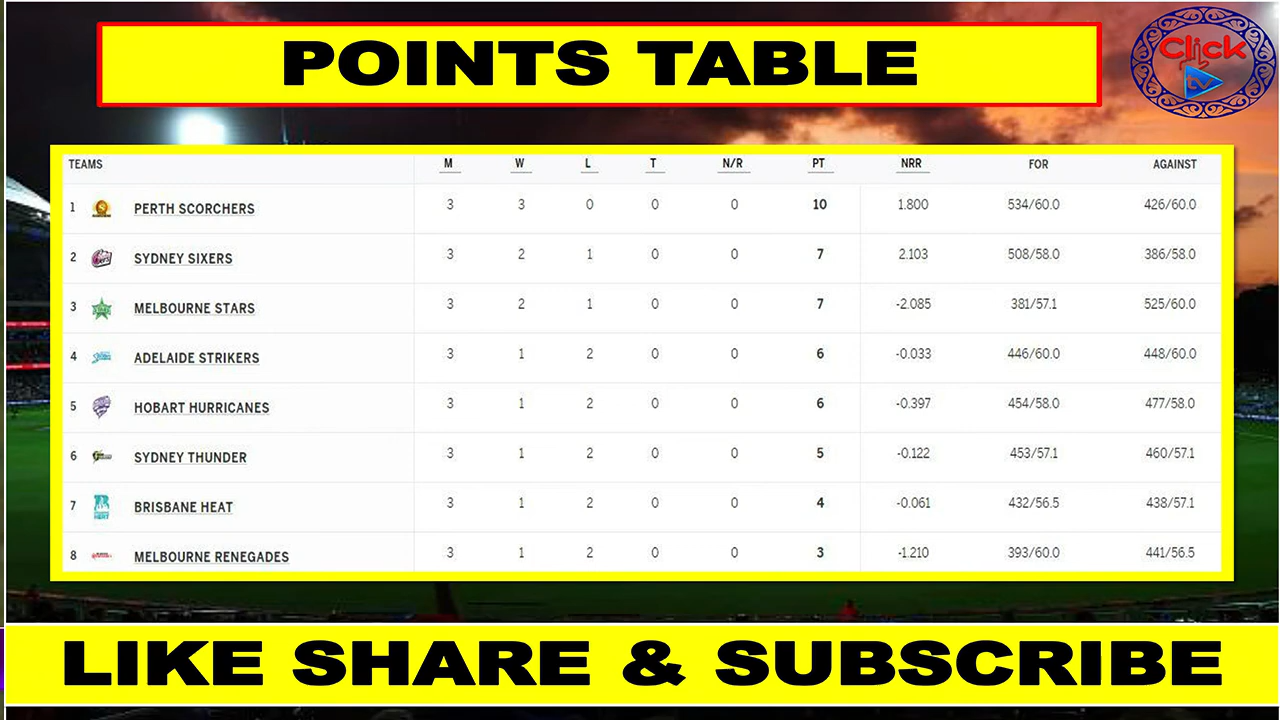 POINTS TABLE
Click
tv
TEAMS M W L T N/R PT NRR FOR AGAINST
1 PERTH SCORCHERS 3 3 0 0 0 10 1.800 534/60.0 426/60.0
2 SYDNEY SIXERS 3 2 1 0 0 7 2.103 508/58.0 386/58.0
3 MELBOURNE STARS 3 2 1 0 0 7 -2.085 381/57.1 525/60.0
4 ADELAIDE STRIKERS 3 1 2 0 0 6 -0.033 446/60.0 448/60.0
5 HOBART HURRICANES 3 1 2 0 0 6 -0.397 454/58.0 477/58.0
6 SYDNEY THUNDER 3 1 2 0 0 5 -0.122 453/57.1 460/57.1
7 BRISBANE HEAT 3 1 2 0 0 4 -0.061 432/56.5 438/57.1
8 MELBOURNE RENEGADES 3 1 2 0 0 3 -1.210 393/60.0 441/56.5
LIKE SHARE & SUBSCRIBE